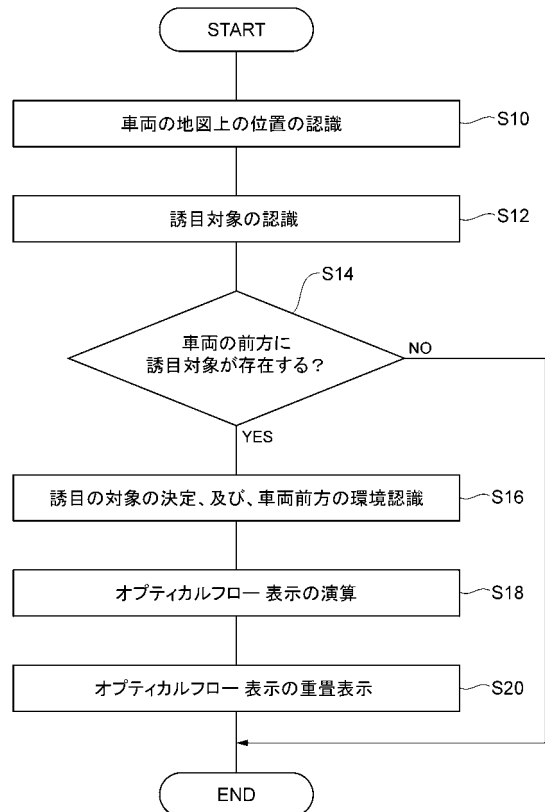 START
車両の地図上の位置の認識
S10
誘目対象の認識
S12
S14
車両の前方に
誘目対象が存在する？
NO
YES
誘目の対象の決定、及び、車両前方の環境認識
S16
オプティカルフロー 表示の演算
S18
オプティカルフロー 表示の重畳表示
S20
END